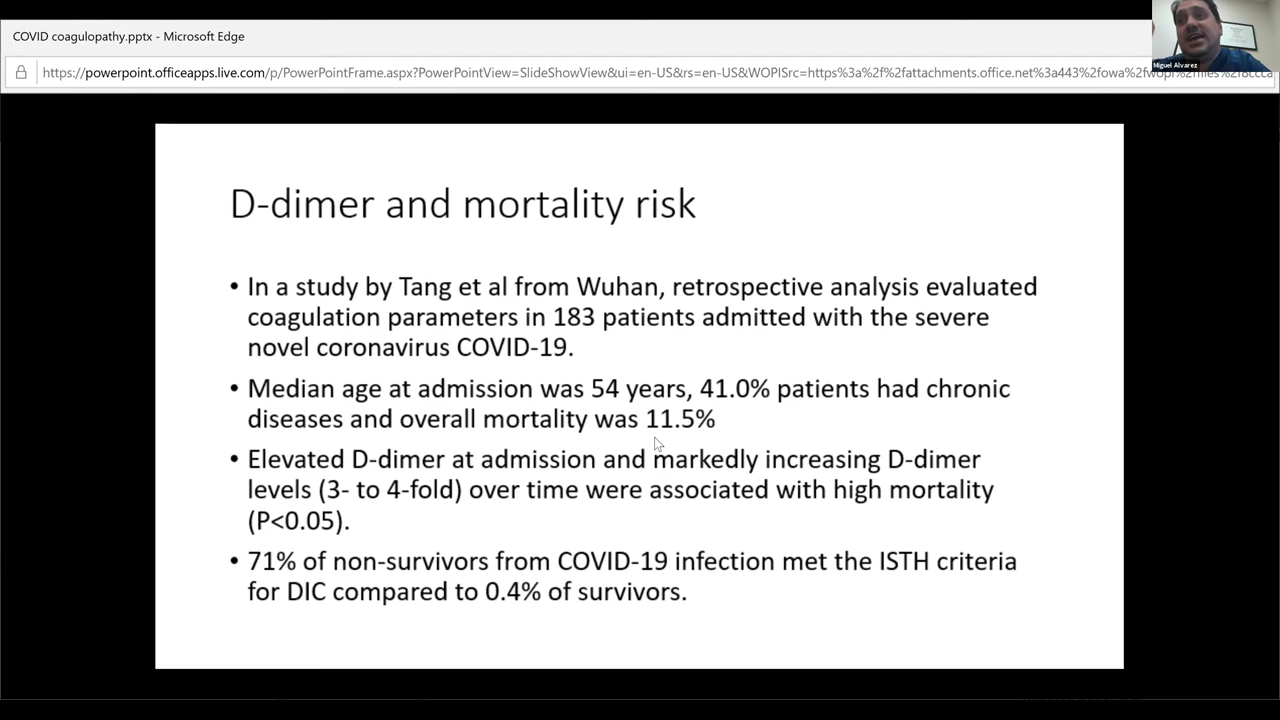 COVID coagulopathy.pptx - Microsoft Edge
https://powerpoint.officeapps.live.com/p/PowerPointFrame.aspx?PowerPointView=SlideShowView&ui=en-US&rs=en-US&WOPISrc=https%3a%2f%2fattachments.office.net%3a443%2fowa%2fwopi%2ffiles%2f8ccca
Miguel Alvarez
D-dimer and mortality risk
• In a study by Tang et al from Wuhan, retrospective analysis evaluated
coagulation parameters in 183 patients admitted with the severe
novel coronavirus COVID-19.
• Median age at admission was 54 years, 41.0% patients had chronic
diseases and overall mortality was 11.5%
• Elevated D-dimer at admission and markedly increasing D-dimer
levels (3- to 4-fold) over time were associated with high mortality
(P<0.05).
• 71% of non-survivors from COVID-19 infection met the ISTH criteria
for DIC compared to 0.4% of survivors.